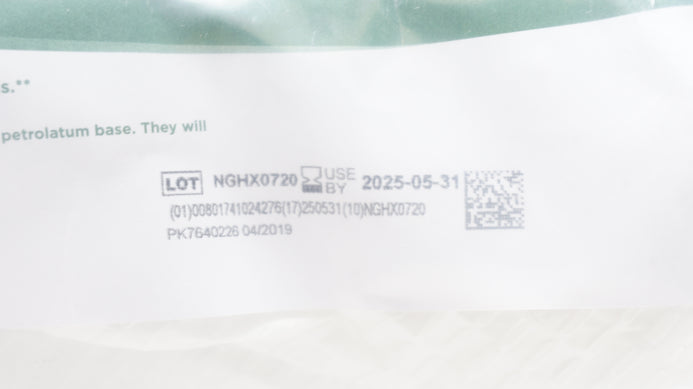 s.**
petrolatum base. They will
LOT NGHX0720 USE BY 2025-05-31
(01)00801741024276(17)250531(10)NGHX0720
PK7640226 04/2019